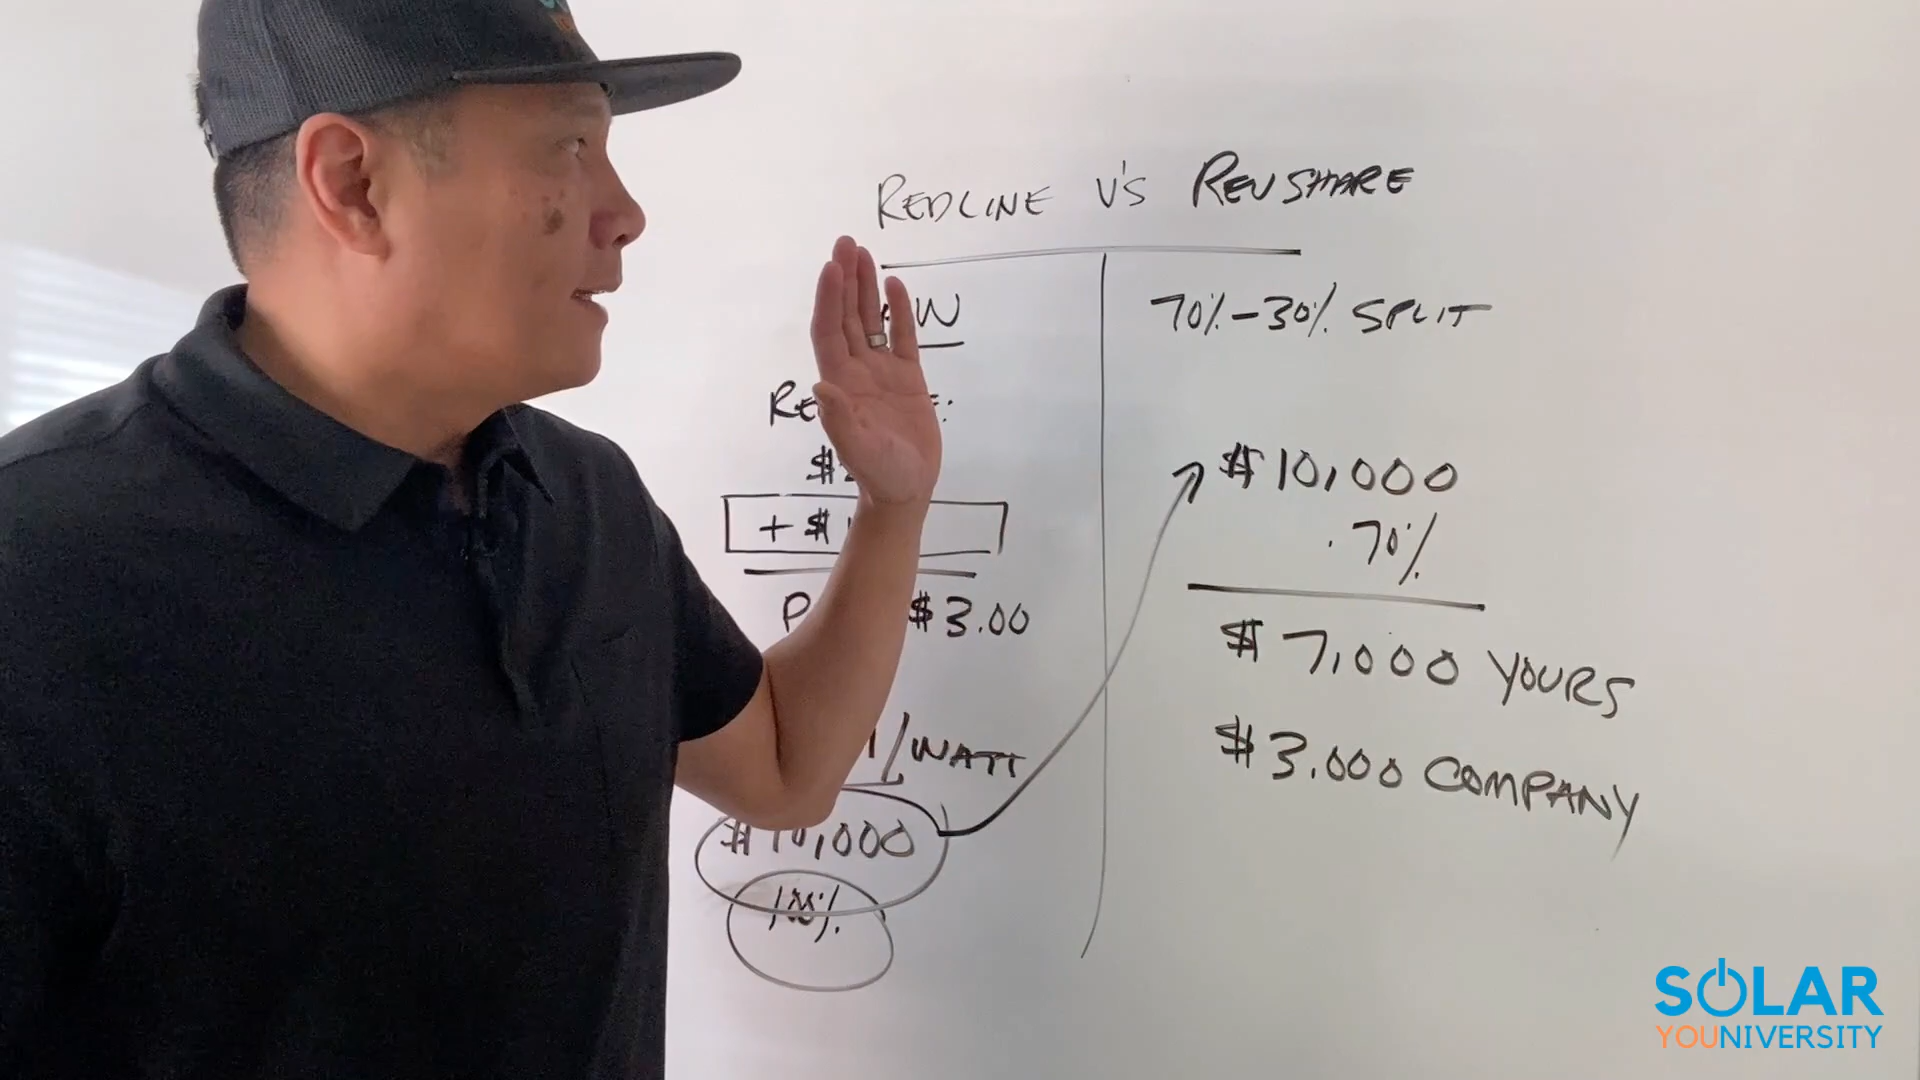 REDLINE V'S REVSHARE
W
70%-30% SPLIT
$10,000
.70%
+ $
$3.00
$7,000 YOURS
/WATT
$3.000 COMPANY
$10,000
100%
SOLAR
YOUNIVERSITY